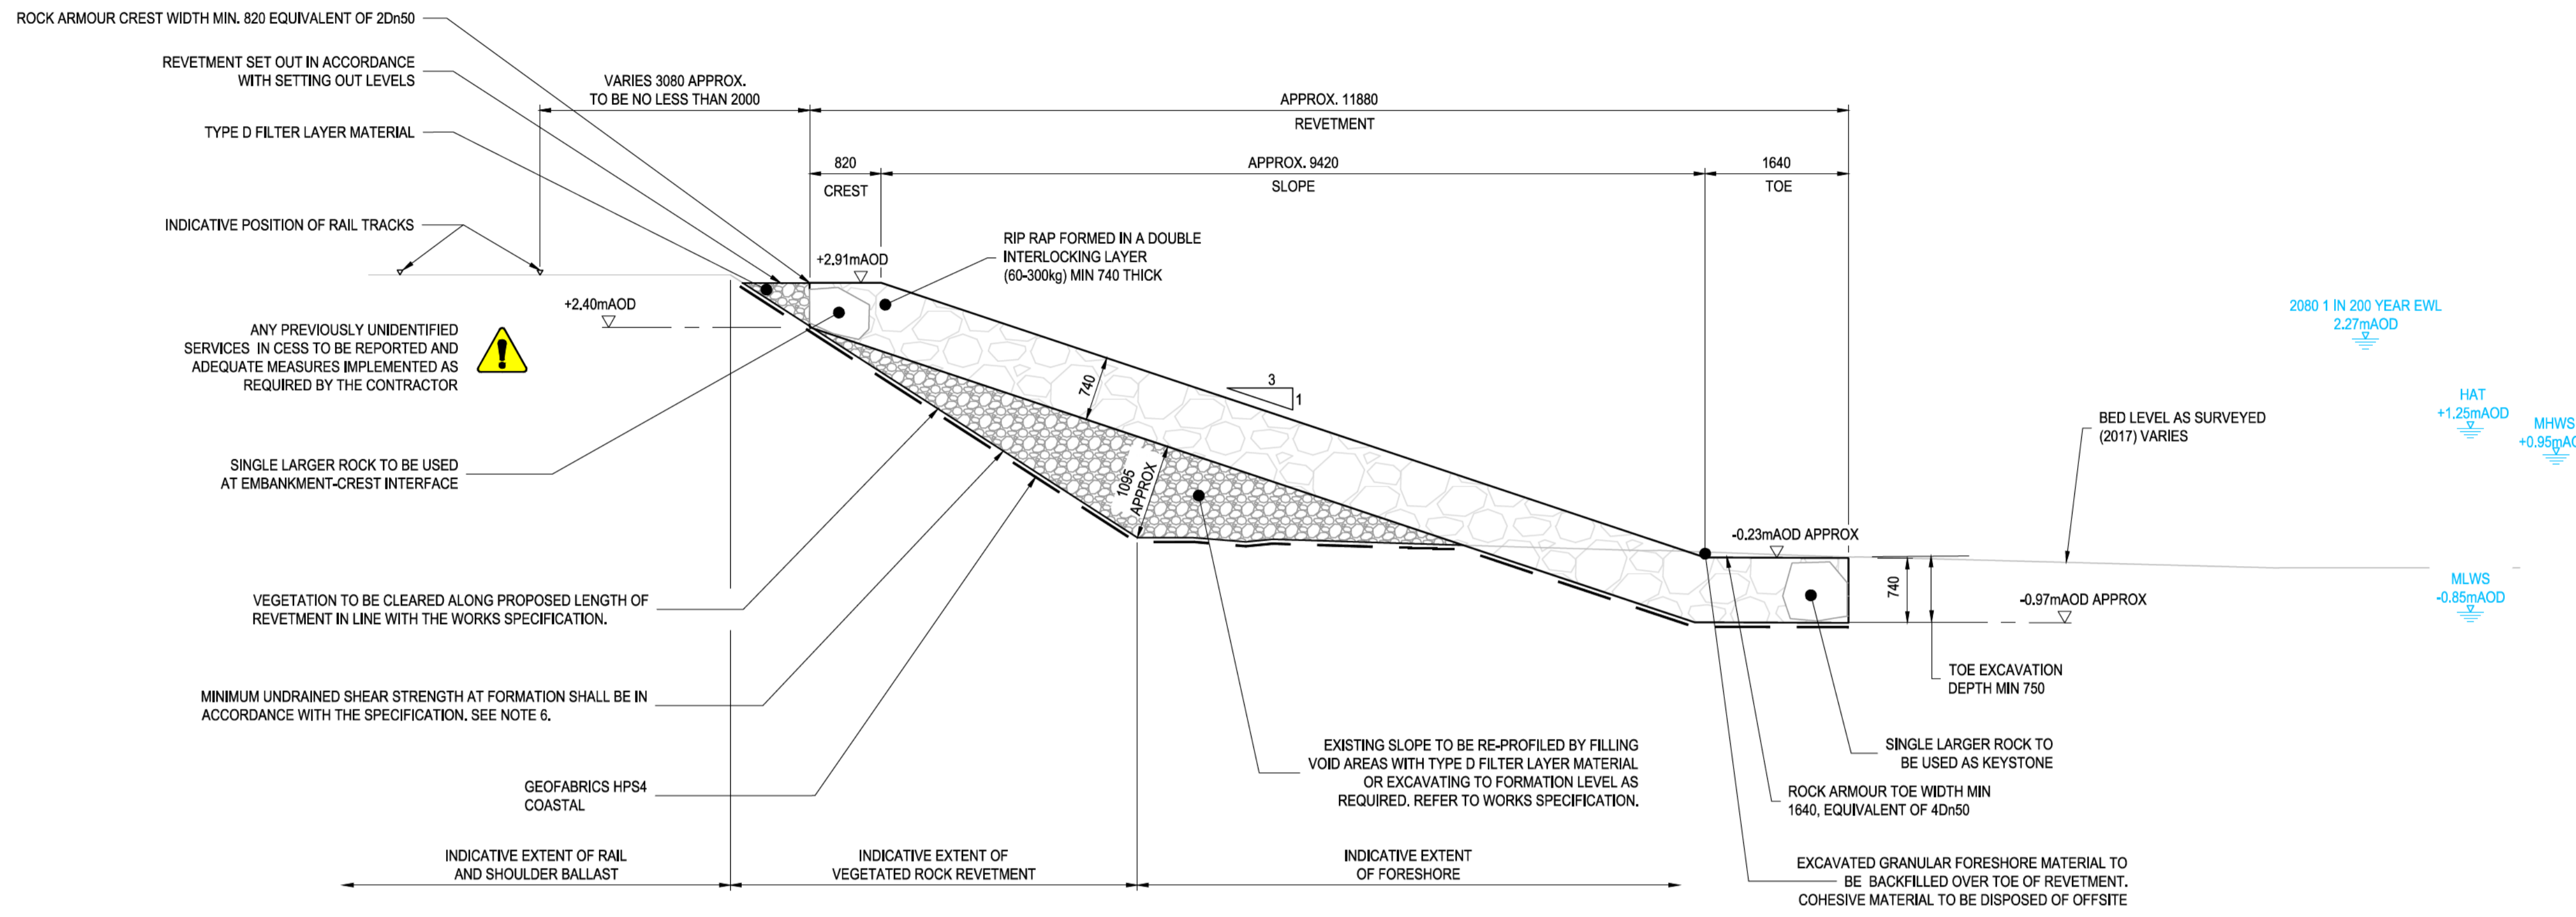 ROCK ARMOUR CREST WIDTH MIN. 820 EQUIVALENT OF 2Dn50
REVETMENT SET OUT IN ACCORDANCE
WITH SETTING OUT LEVELS
TYPE D FILTER LAYER MATERIAL
INDICATIVE POSITION OF RAIL TRACKS
VARIES 3080 APPROX.
TO BE NO LESS THAN 2000
APPROX. 11880
REVETMENT
820
CREST
APPROX. 9420
SLOPE
1640
TOE
+2.91mAOD
RIP RAP FORMED IN A DOUBLE
INTERLOCKING LAYER
(60-300kg) MIN 740 THICK
+2.40mAOD
ANY PREVIOUSLY UNIDENTIFIED
SERVICES IN CESS TO BE REPORTED AND
ADEQUATE MEASURES IMPLEMENTED AS
REQUIRED BY THE CONTRACTOR
!
740
3
1
2080 1 IN 200 YEAR EWL
2.27mAOD
HAT
+1.25mAOD
MHWS
+0.95mAO
BED LEVEL AS SURVEYED
(2017) VARIES
SINGLE LARGER ROCK TO BE USED
AT EMBANKMENT-CREST INTERFACE
1095
APPROX
-0.23mAOD APPROX
740
-0.97mAOD APPROX
MLWS
-0.85mAOD
VEGETATION TO BE CLEARED ALONG PROPOSED LENGTH OF
REVETMENT IN LINE WITH THE WORKS SPECIFICATION.
TOE EXCAVATION
DEPTH MIN 750
MINIMUM UNDRAINED SHEAR STRENGTH AT FORMATION SHALL BE IN
ACCORDANCE WITH THE SPECIFICATION. SEE NOTE 6.
EXISTING SLOPE TO BE RE-PROFILED BY FILLING
VOID AREAS WITH TYPE D FILTER LAYER MATERIAL
OR EXCAVATING TO FORMATION LEVEL AS
REQUIRED. REFER TO WORKS SPECIFICATION.
SINGLE LARGER ROCK TO
BE USED AS KEYSTONE
GEOFABRICS HPS4
COASTAL
ROCK ARMOUR TOE WIDTH MIN
1640, EQUIVALENT OF 4Dn50
INDICATIVE EXTENT OF RAIL
AND SHOULDER BALLAST
INDICATIVE EXTENT OF
VEGETATED ROCK REVETMENT
INDICATIVE EXTENT
OF FORESHORE
EXCAVATED GRANULAR FORESHORE MATERIAL TO
BE BACKFILLED OVER TOE OF REVETMENT.
COHESIVE MATERIAL TO BE DISPOSED OF OFFSITE